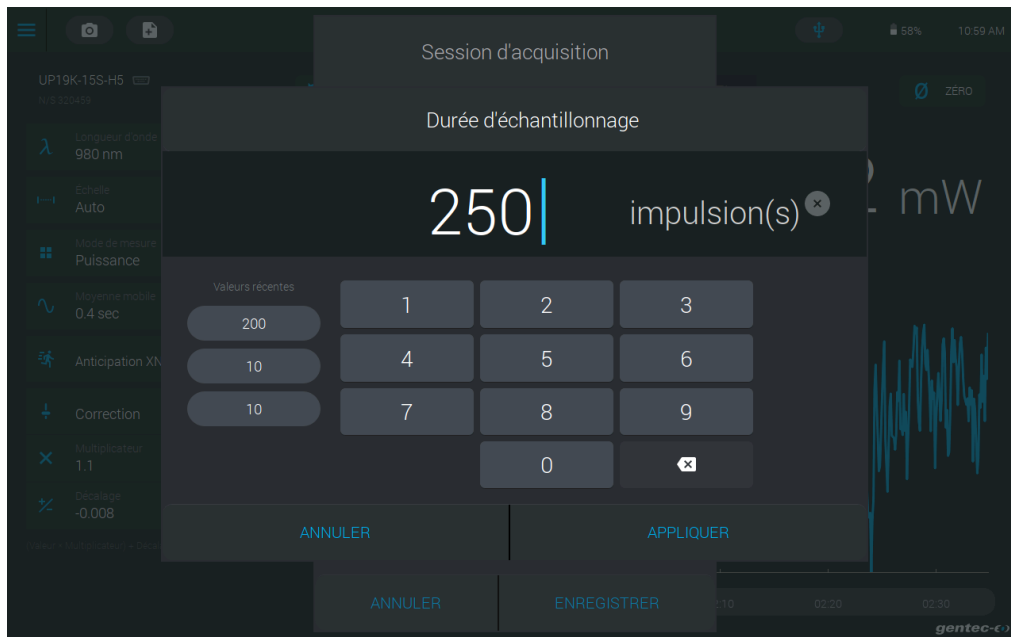 Session d'acquisition
58%
10:59 AM
UP19K-15S-H5
N/S 320459
ZÉRO
Durée d'échantillonnage
Longueur d'onde
980 nm
250 impulsion(s)
2 mW
Échelle
Auto
Mode de mesure
Puissance
Moyenne mobile
0.4 sec
Anticipation XN
Correction
Multiplicateur
1.1
Décalage
-0.008
Valeurs récentes
200
10
10
1 2 3
4 5 6
7 8 9
0
ANNULER APPLIQUER
ANNULER ENREGISTRER
:10 02:20 02:30
gentec-eo